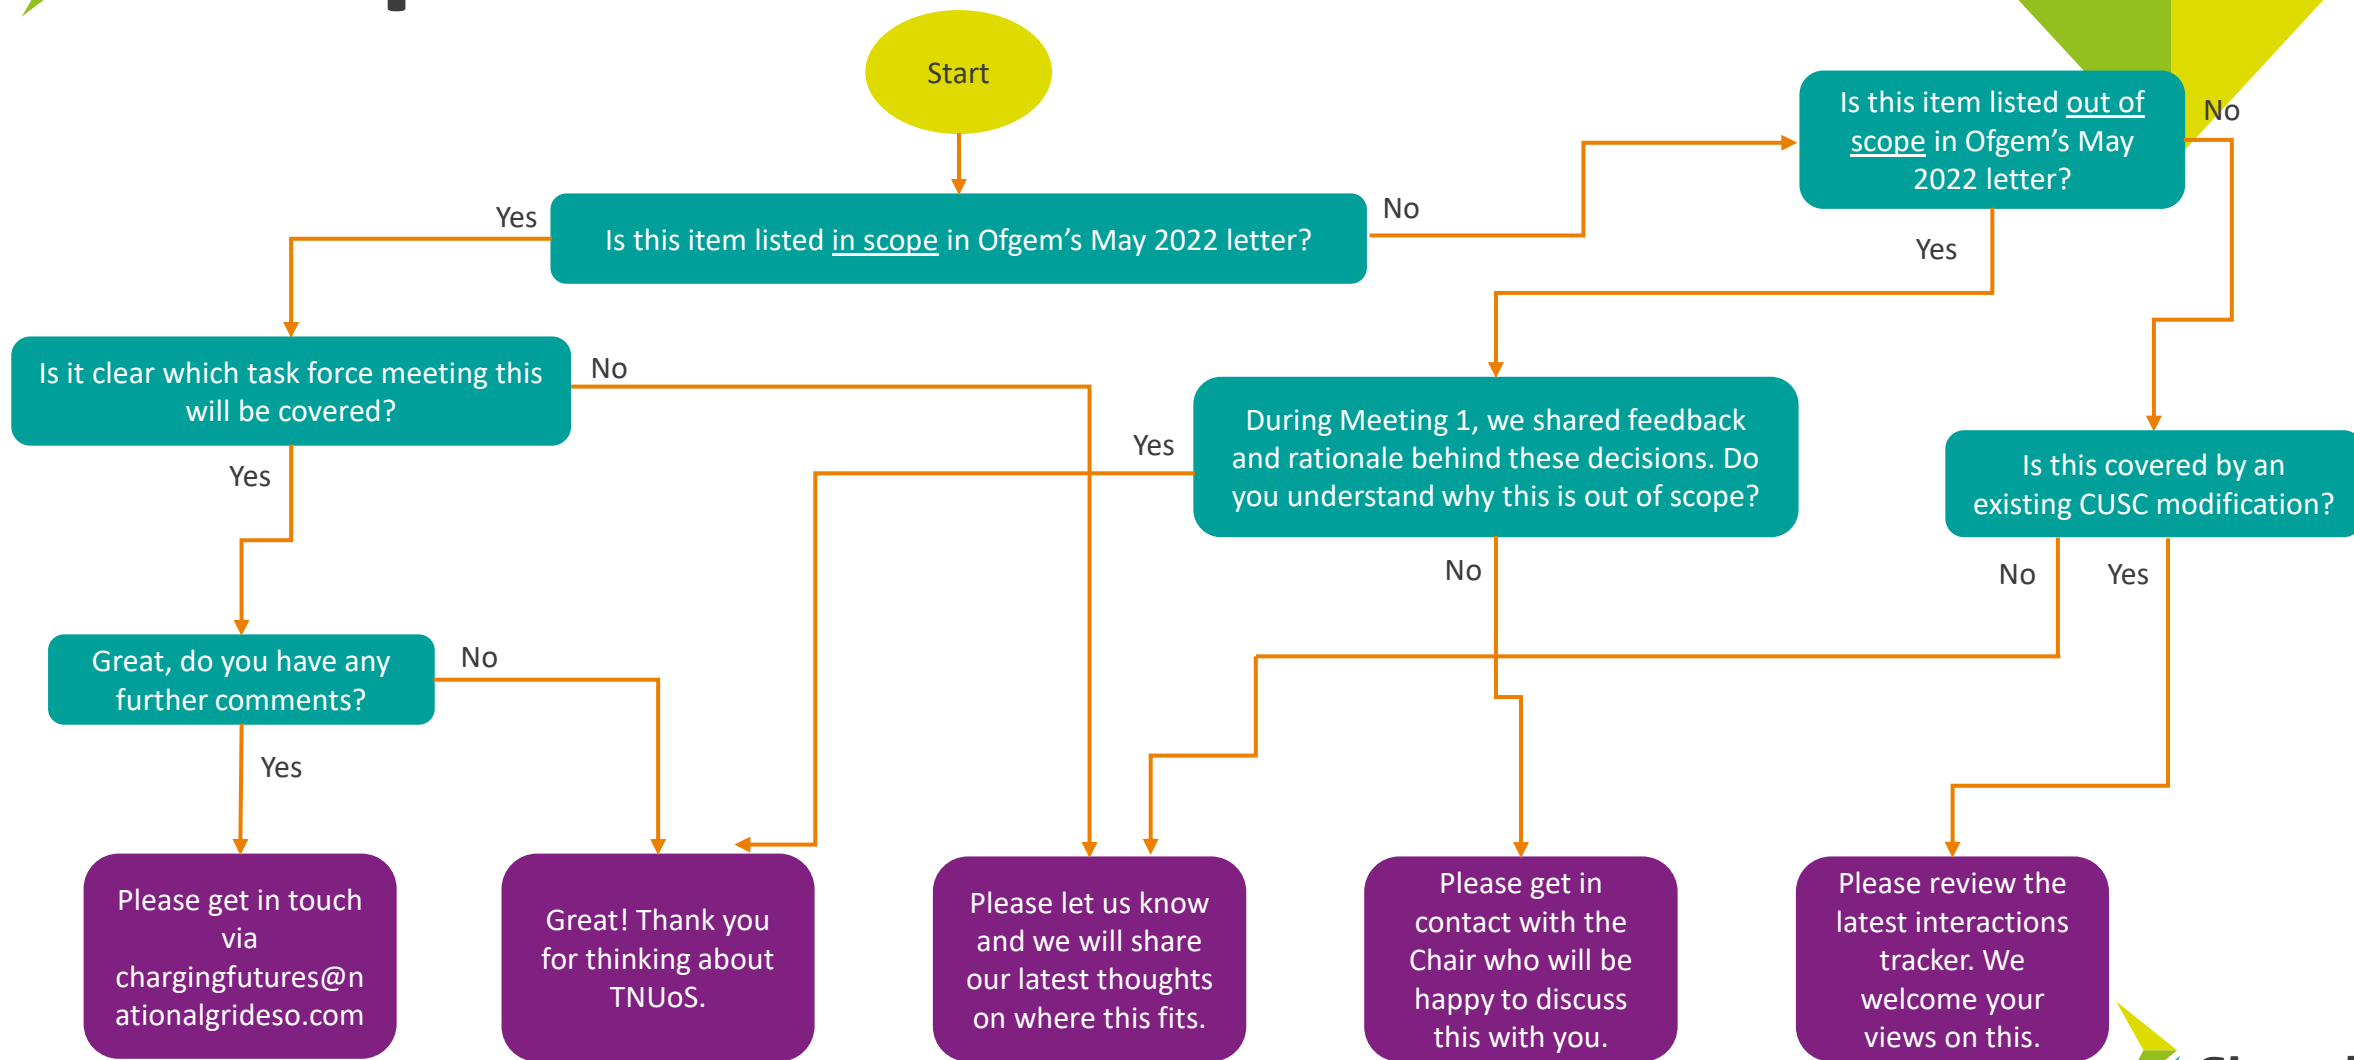 Start
Is this item listed out of
scope in Ofgem's May
2022 letter?
No
Yes
Is this item listed in scope in Ofgem's May 2022 letter?
No
Yes
Is it clear which task force meeting this
will be covered?
No
During Meeting 1, we shared feedback
and rationale behind these decisions. Do
you understand why this is out of scope?
Yes
Is this covered by an
existing CUSC modification?
Yes
No
No
Yes
Great, do you have any
further comments?
No
Yes
Please get in touch
via
chargingfutures@n
ationalgrideso.com
Great! Thank you
for thinking about
TNUoS.
Please let us know
and we will share
our latest thoughts
on where this fits.
Please get in
contact with the
Chair who will be
happy to discuss
this with you.
Please review the
latest interactions
tracker. We
welcome your
views on this.